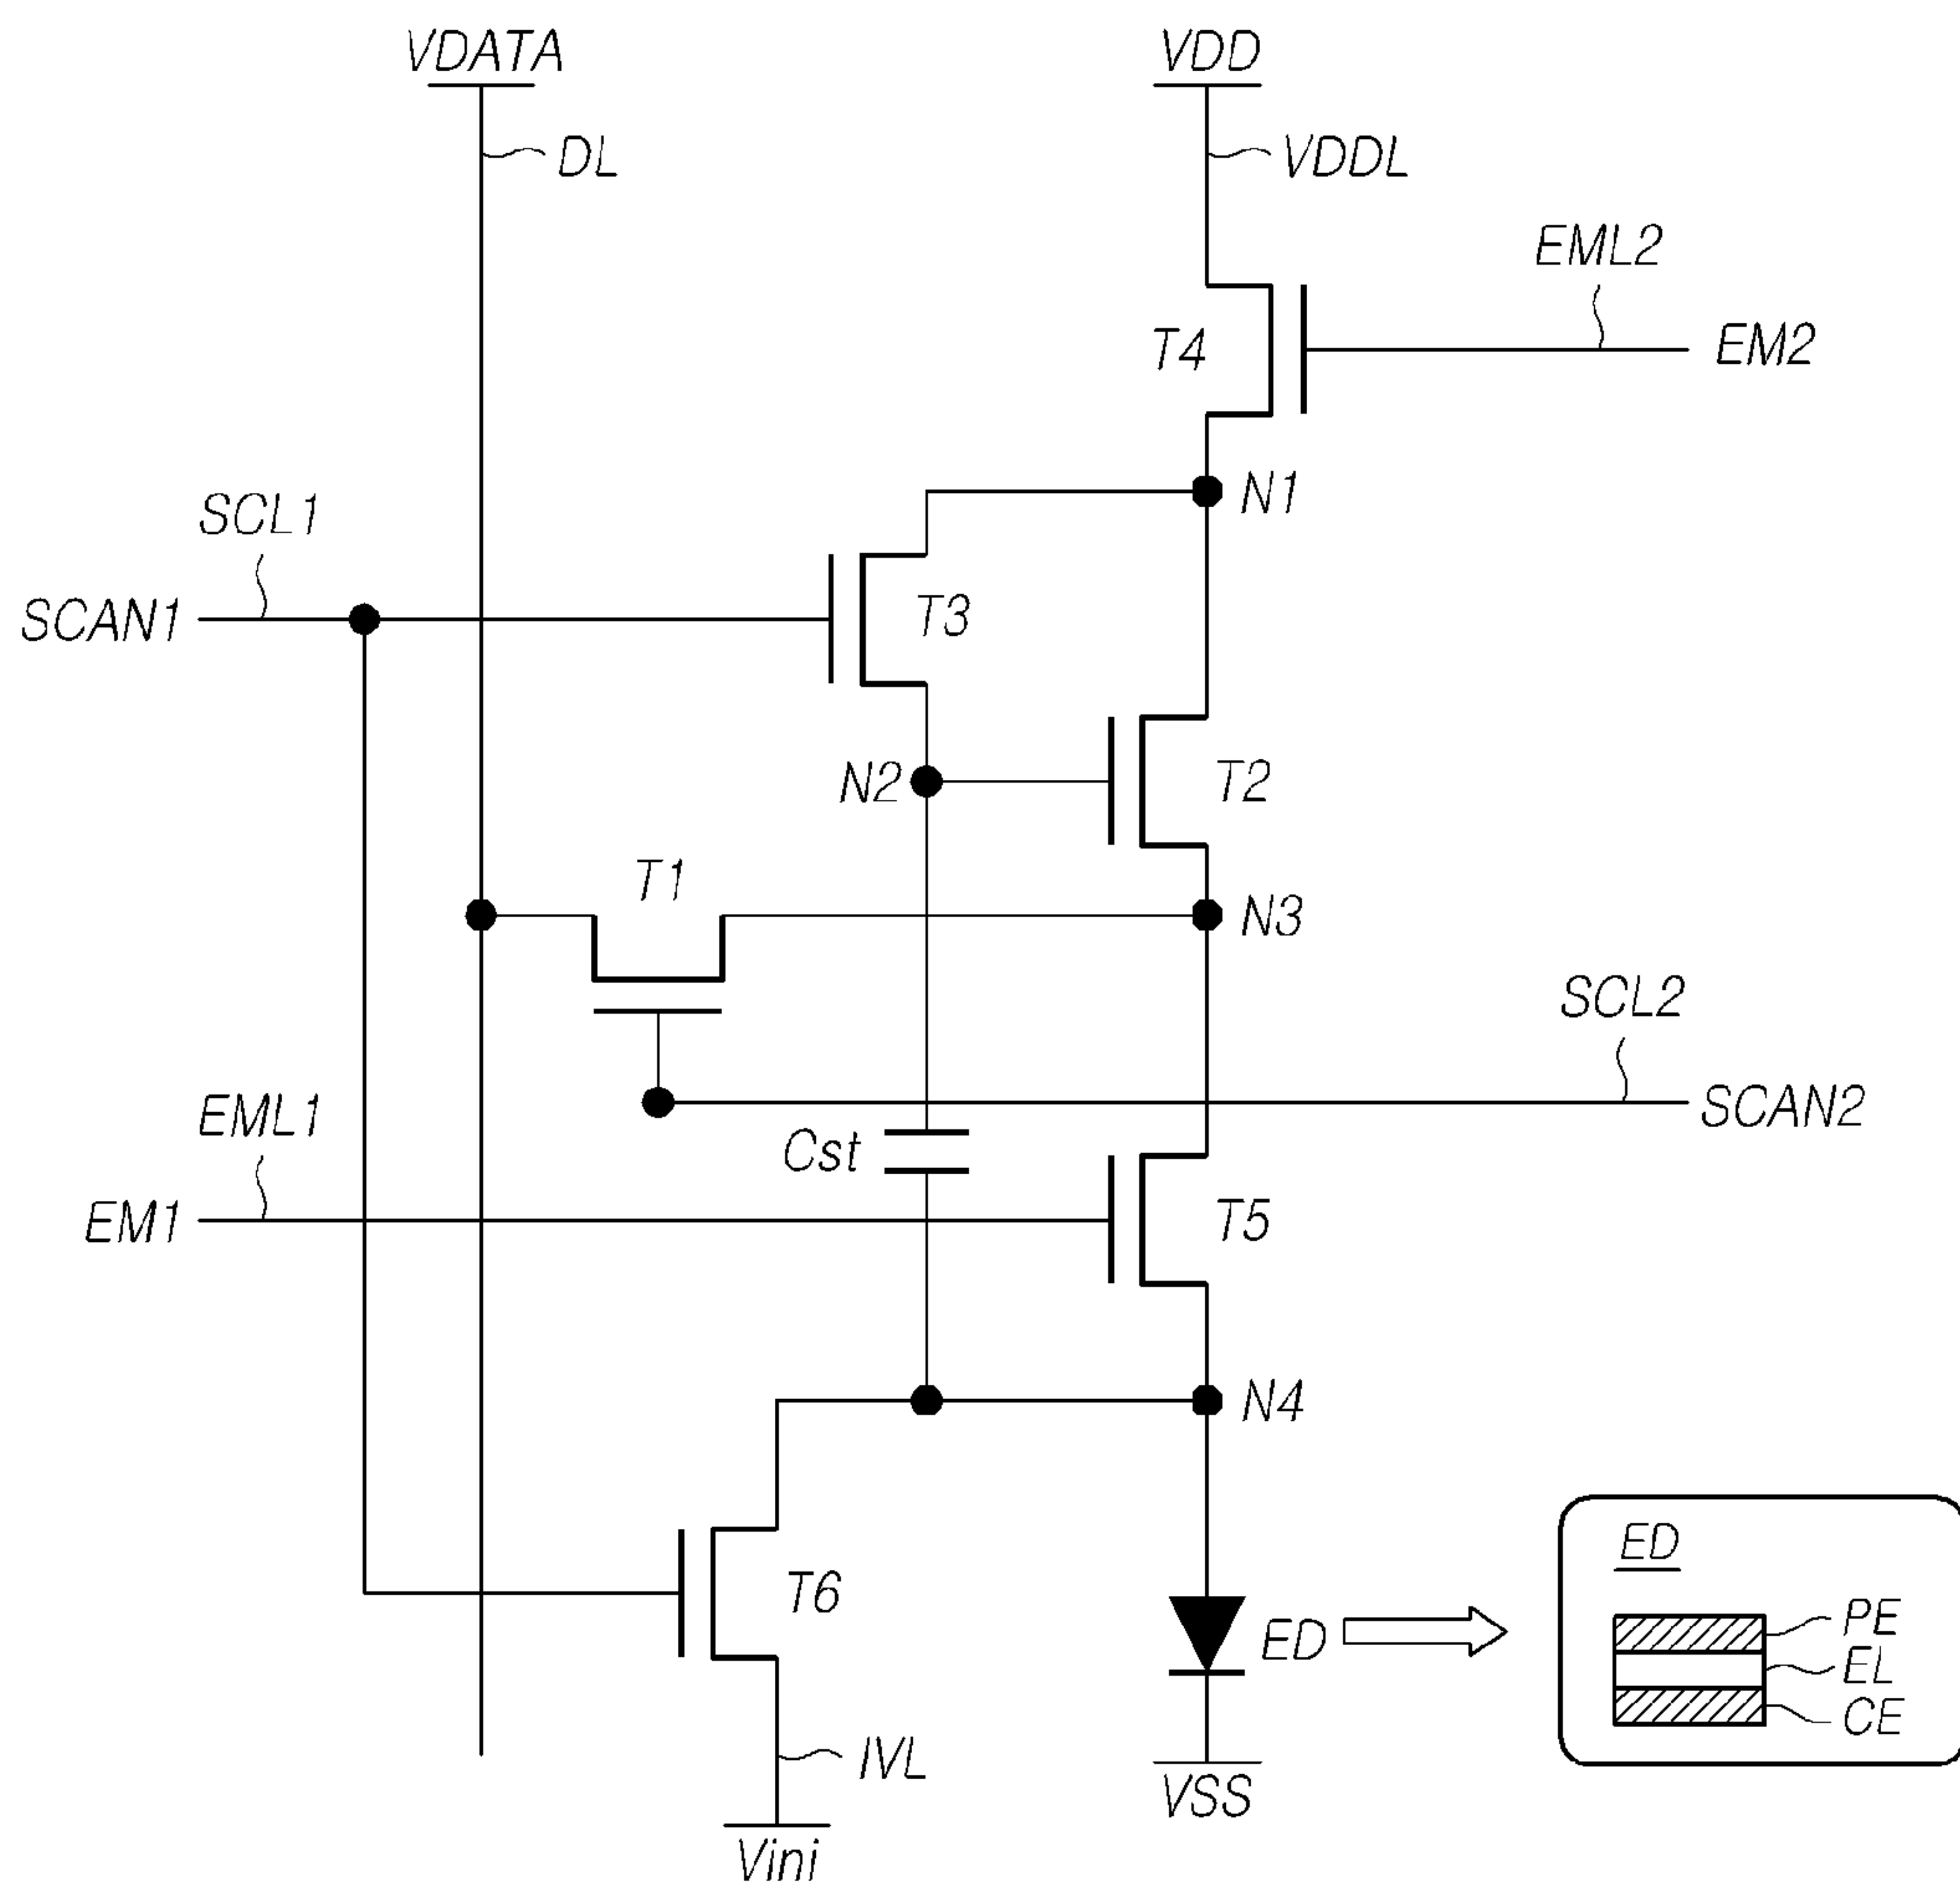 VDATA
VDD
DL
VDDL
EML2
T4
EM2
N1
SCL1
SCAN1
T3
N2
T2
T1
N3
SCL2
EML1
Cst
SCAN2
EM1
T5
N4
ED
T6
ED
PE
EL
CE
IVL
VSS
Vini